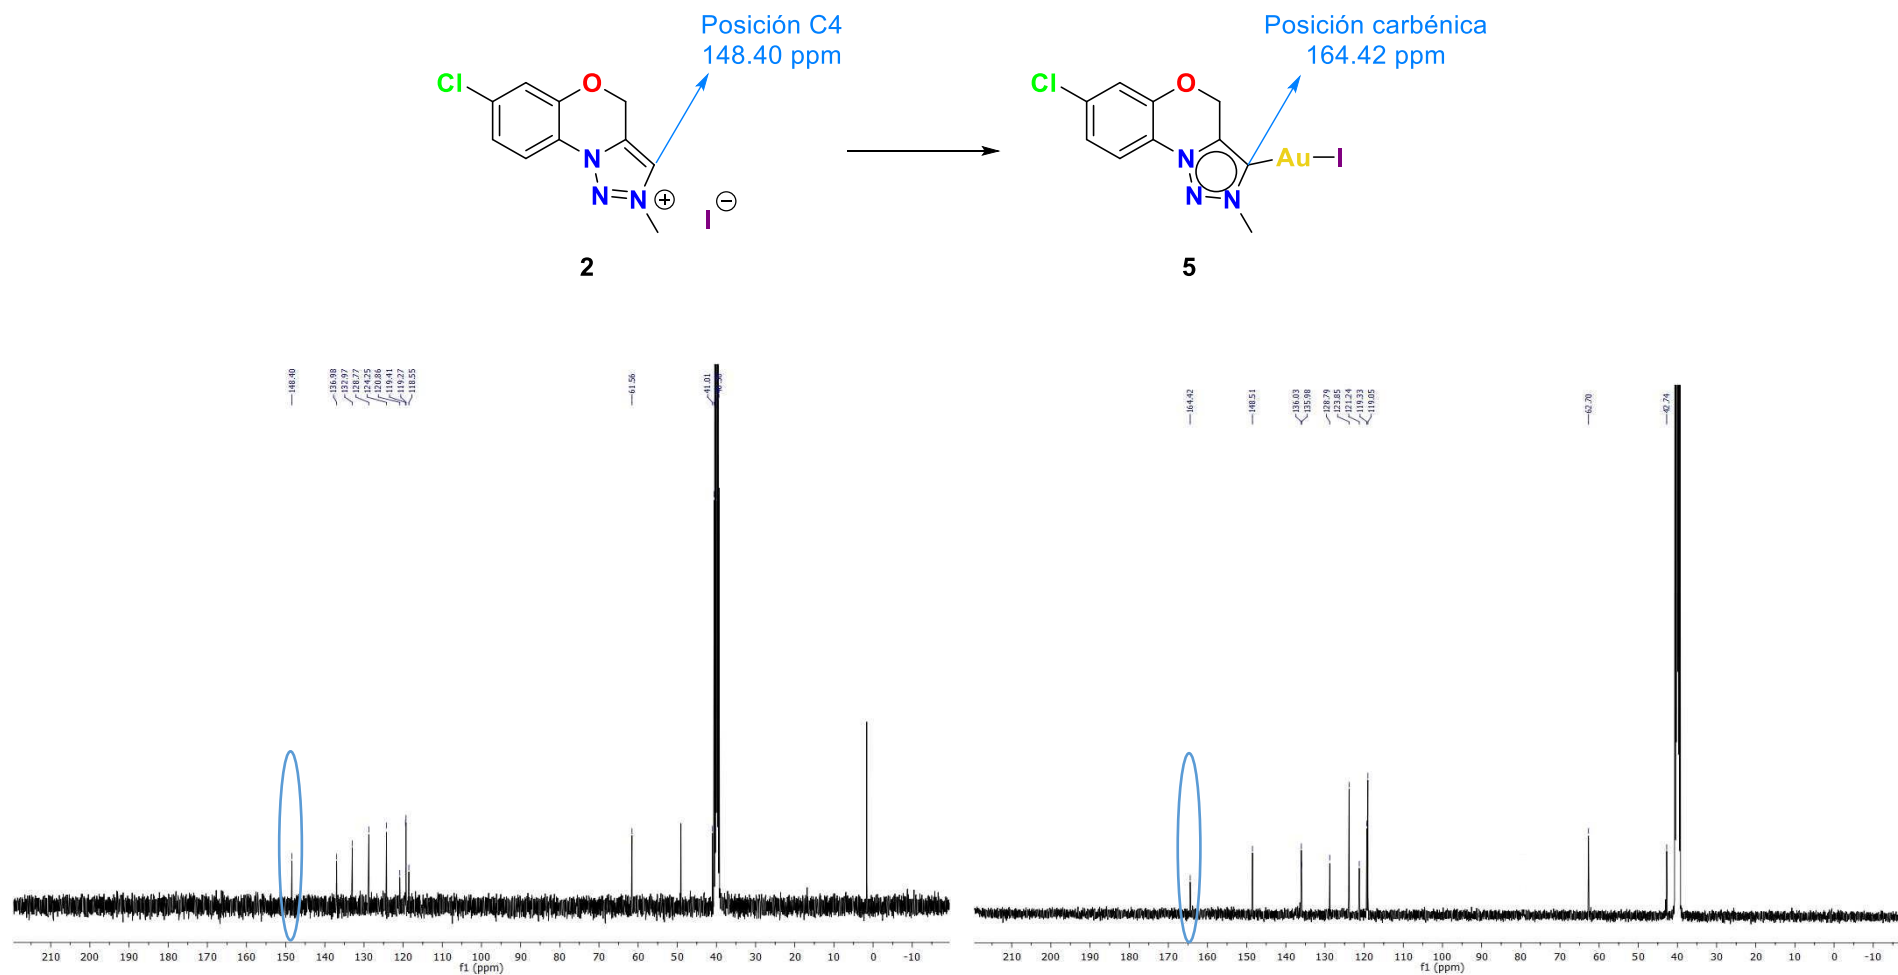 Posición C4
148.40 ppm
Posición carbénica
164.42 ppm
Cl
O
N
N
N
+
I
−
2
Cl
O
Au
I
N
N
N
5
148.40
136.98
132.97
128.77
124.25
120.86
119.41
119.27
118.55
61.56
41.01
164.42
148.51
136.03
135.98
128.79
123.85
121.24
119.33
119.05
62.70
42.74
210 200 190 180 170 160 150 140 130 120 110 100 90 80 70 60 50 40 30 20 10 0 -10
f1 (ppm)
210 200 190 180 170 160 150 140 130 120 110 100 90 80 70 60 50 40 30 20 10 0 -10
f1 (ppm)